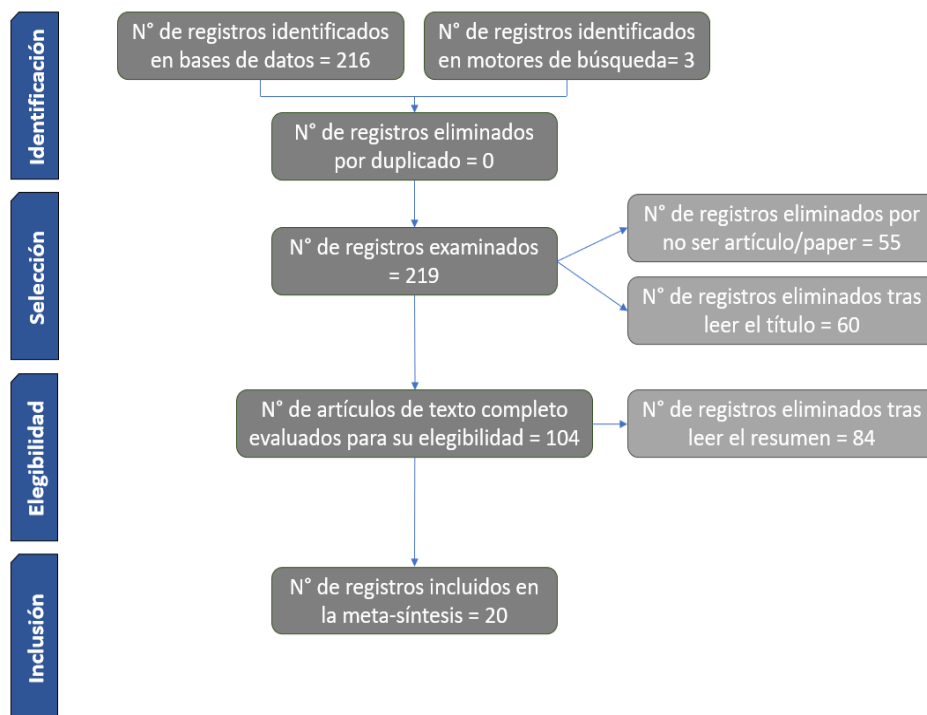 Identificación
N° de registros identificados
en bases de datos = 216
N° de registros identificados
en motores de búsqueda= 3
N° de registros eliminados
por duplicado = 0
Selección
N° de registros examinados
= 219
N° de registros eliminados por
no ser artículo/paper = 55
N° de registros eliminados tras
leer el título = 60
Elegibilidad
N° de artículos de texto completo
evaluados para su elegibilidad = 104
N° de registros eliminados tras
leer el resumen = 84
Inclusión
N° de registros incluidos en
la meta-síntesis = 20